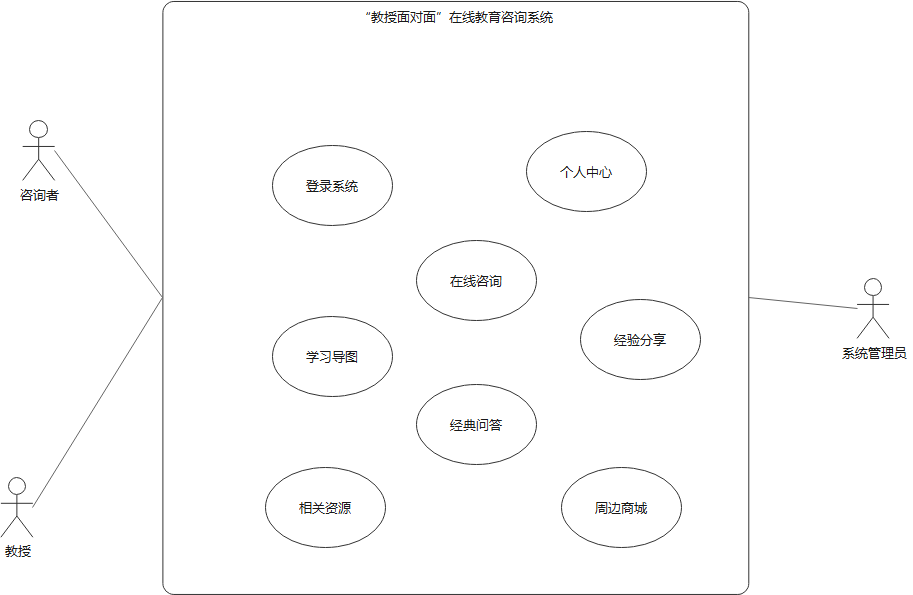 “教授面对面”在线教育咨询系统
咨询者
登录系统
个人中心
在线咨询
学习导图
经验分享
系统管理员
经典问答
相关资源
周边商城
教授